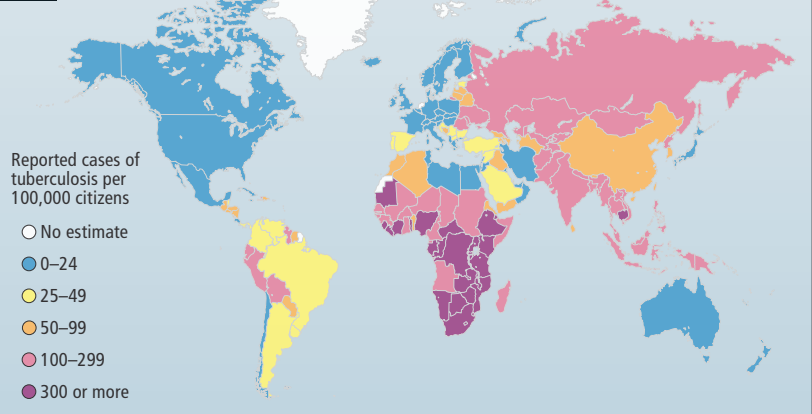 Reported cases of
tuberculosis per
100,000 citizens
No estimate
0–24
25–49
50–99
100–299
300 or more